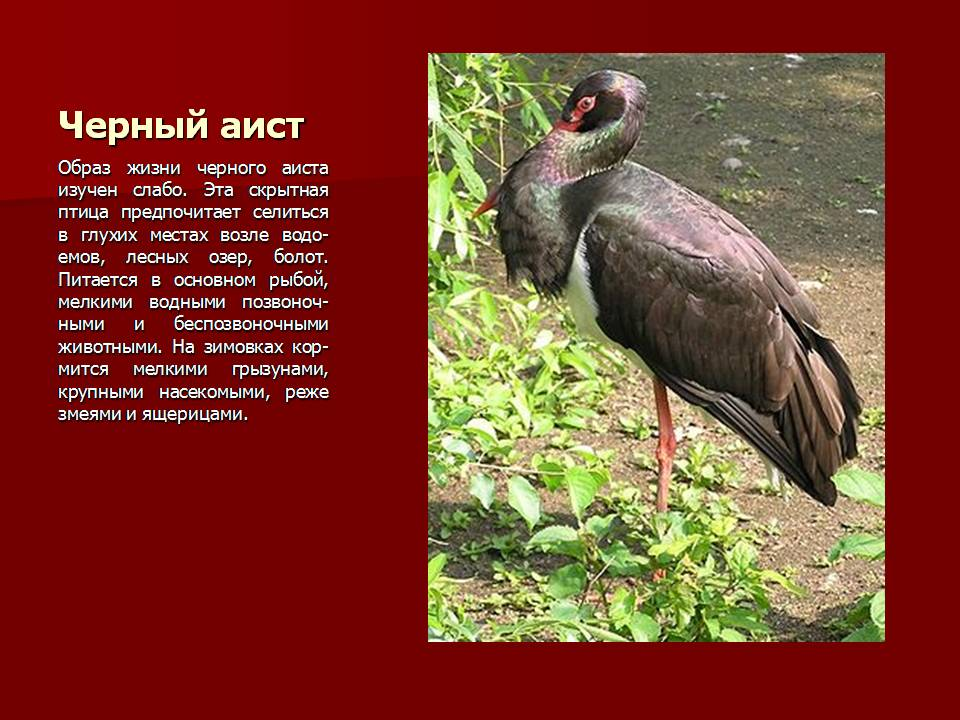 Черный аист
Образ жизни черного аиста
изучен слабо. Эта скрытная
птица предпочитает селиться
в глухих местах возле водо-
емов, лесных озер, болот.
Питается в основном рыбой,
мелкими водными позвоноч-
ными и беспозвоночными
животными. На зимовках кор-
мится мелкими грызунами,
крупными насекомыми, реже
змеями и ящерицами.